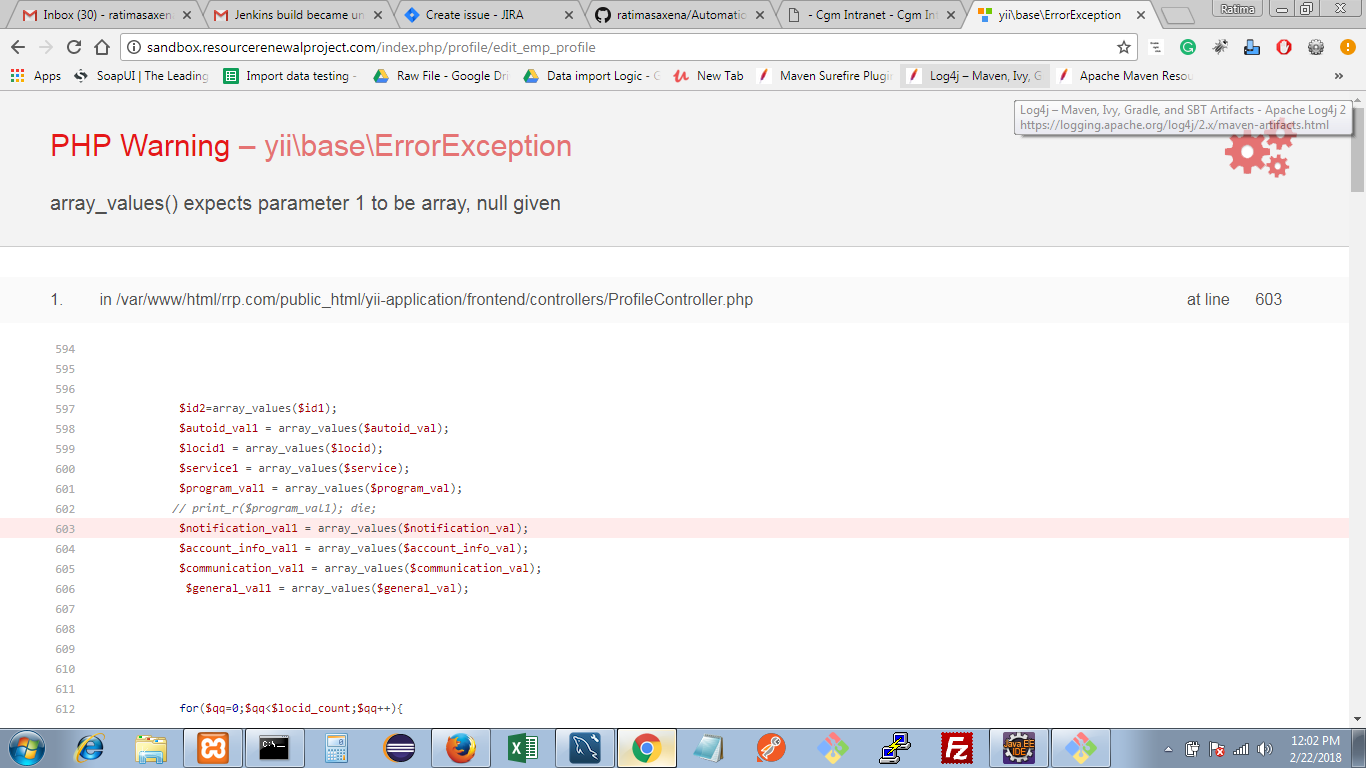 Inbox (30) - ratimasaxen
Jenkins build became un
Create issue - JIRA
ratimasaxena/Automatio
- Cgm Intranet - Cgm In
yii\base\ErrorException
Ratima
sandbox.resourcerenewalproject.com/index.php/profile/edit_emp_profile
Apps
SoapUI | The Leading
Import data testing -
Raw File - Google Dri
Data import Logic - G
New Tab
Maven Surefire Plugi
Log4j – Maven, Ivy, G
Apache Maven Resou
»
Log4j – Maven, Ivy, Gradle, and SBT Artifacts - Apache Log4j 2
https://logging.apache.org/log4j/2.x/maven-artifacts.html
PHP Warning – yii\base\ErrorException
array_values() expects parameter 1 to be array, null given
1. in /var/www/html/rrp.com/public_html/yii-application/frontend/controllers/ProfileController.php at line 603
594
595
596
597 $id2=array_values($id1);
598 $autoid_val1 = array_values($autoid_val);
599 $locid1 = array_values($locid);
600 $service1 = array_values($service);
601 $program_val1 = array_values($program_val);
602 // print_r($program_val1); die;
603 $notification_val1 = array_values($notification_val);
604 $account_info_val1 = array_values($account_info_val);
605 $communication_val1 = array_values($communication_val);
606 $general_val1 = array_values($general_val);
607
608
609
610
611
612 for($qq=0;$qq<$locid_count;$qq++){
12:02 PM
2/22/2018